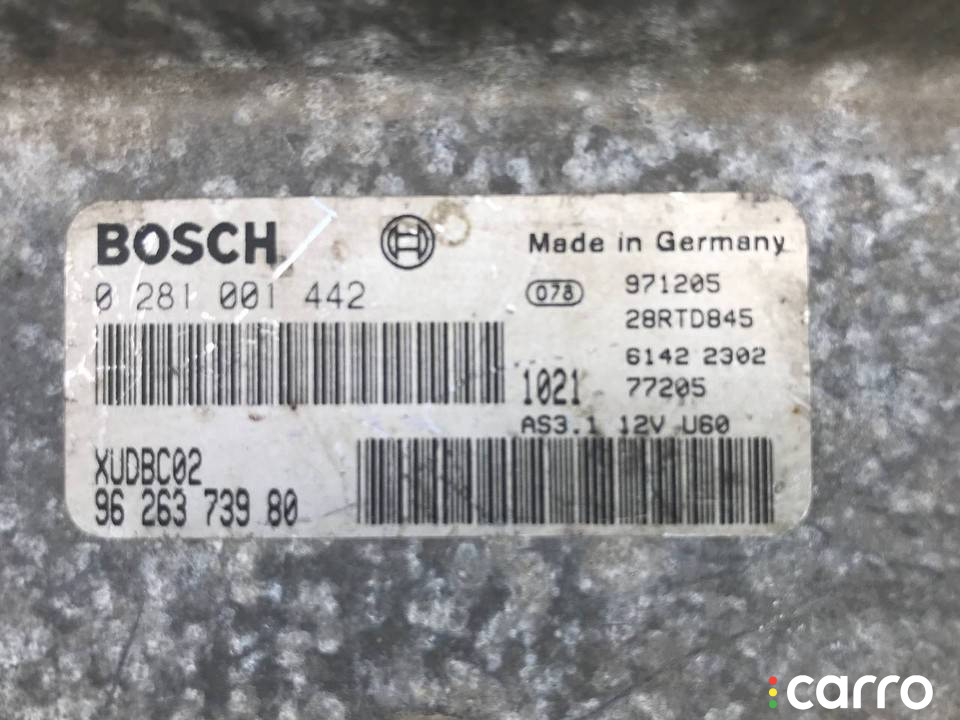 BOSCH
Made in Germany
0 281 001 442
078
971205
28RTD845
6142 2302
1021
77205
AS3.1 12V U60
XUDBC02
96 263 739 80
carro